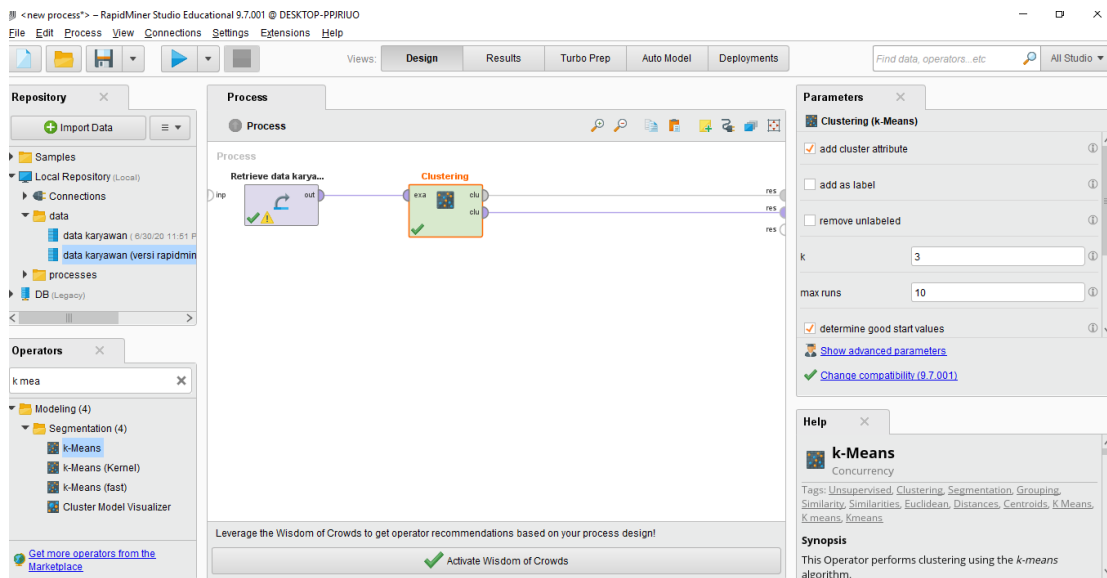 <new process*> – RapidMiner Studio Educational 9.7.001 @ DESKTOP-PPJRIUO
File Edit Process View Connections Settings Extensions Help
Views: Design Results Turbo Prep Auto Model Deployments
Find data, operators...etc
All Studio
Repository
Import Data
Samples
Local Repository (Local)
Connections
data
data karyawan ( 6/30/20 11:51 P
data karyawan (versi rapidmin
processes
DB (Legacy)
Operators
k mea
Modeling (4)
Segmentation (4)
k-Means
k-Means (Kernel)
k-Means (fast)
Cluster Model Visualizer
Get more operators from the
Marketplace
Process
Process
Process
Retrieve data karya...
Clustering
inp
out
exa
clu
clu
res
res
res
Leverage the Wisdom of Crowds to get operator recommendations based on your process design!
Activate Wisdom of Crowds
Parameters
Clustering (k-Means)
add cluster attribute
add as label
remove unlabeled
k 3
max runs 10
determine good start values
Show advanced parameters
Change compatibility (9.7.001)
Help
k-Means
Concurrency
Tags: Unsupervised, Clustering, Segmentation, Grouping,
Similarity, Similarities, Euclidean, Distances, Centroids, K Means,
K means, Kmeans
Synopsis
This Operator performs clustering using the k-means
algorithm.